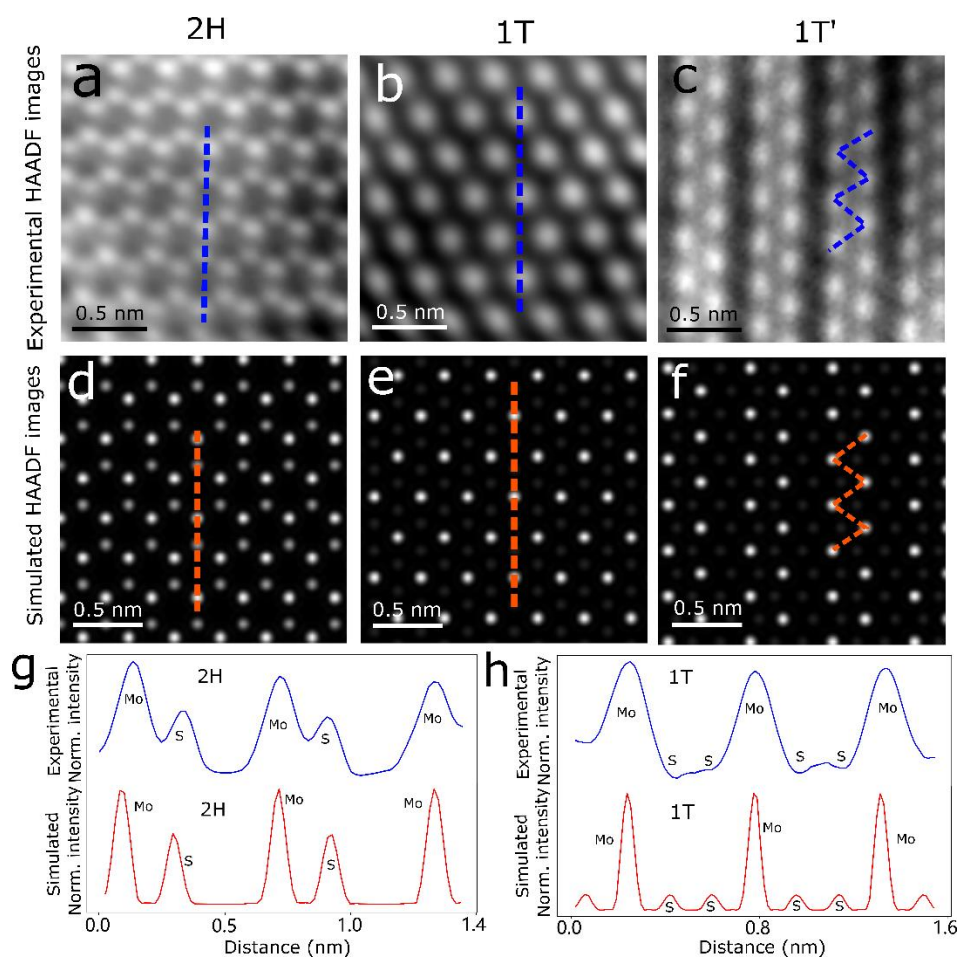 2H 1T 1T'
Experimental HAADF images
a b c
0.5 nm 0.5 nm 0.5 nm
Simulated HAADF images
d e f
0.5 nm 0.5 nm 0.5 nm
g
Experimental
Norm. intensity
2H
Mo S Mo S Mo
Simulated
Norm. intensity
2H
Mo S Mo S Mo
0.0 0.5 1.0 1.4
Distance (nm)
h
Experimental
Norm. intensity
1T
Mo S S Mo S S Mo
Simulated
Norm. intensity
1T
Mo S S Mo S S Mo
0.0 0.8 1.6
Distance (nm)